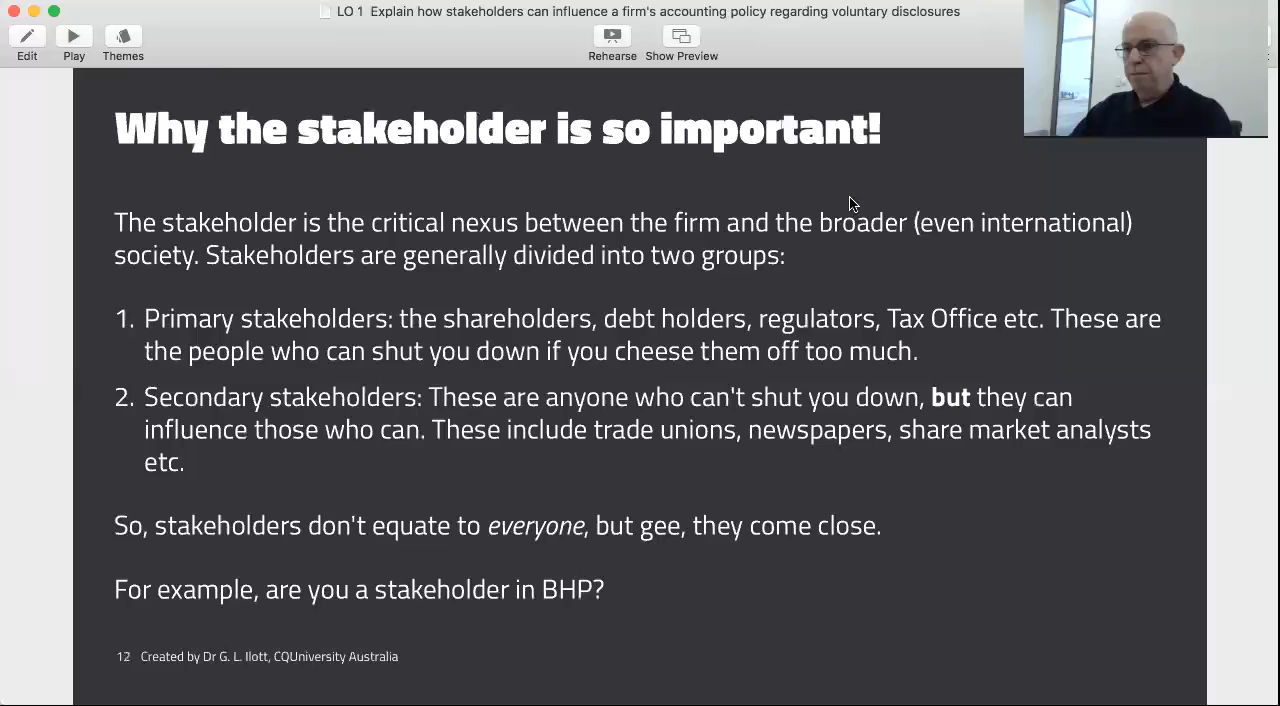 LO 1 Explain how stakeholders can influence a firm's accounting policy regarding voluntary disclosures
Edit Play Themes Rehearse Show Preview
Why the stakeholder is so important!
The stakeholder is the critical nexus between the firm and the broader (even international)
society. Stakeholders are generally divided into two groups:
1. Primary stakeholders: the shareholders, debt holders, regulators, Tax Office etc. These are
the people who can shut you down if you cheese them off too much.
2. Secondary stakeholders: These are anyone who can't shut you down, but they can
influence those who can. These include trade unions, newspapers, share market analysts
etc.
So, stakeholders don't equate to everyone, but gee, they come close.
For example, are you a stakeholder in BHP?
12 Created by Dr G. L. Ilott, CQUniversity Australia